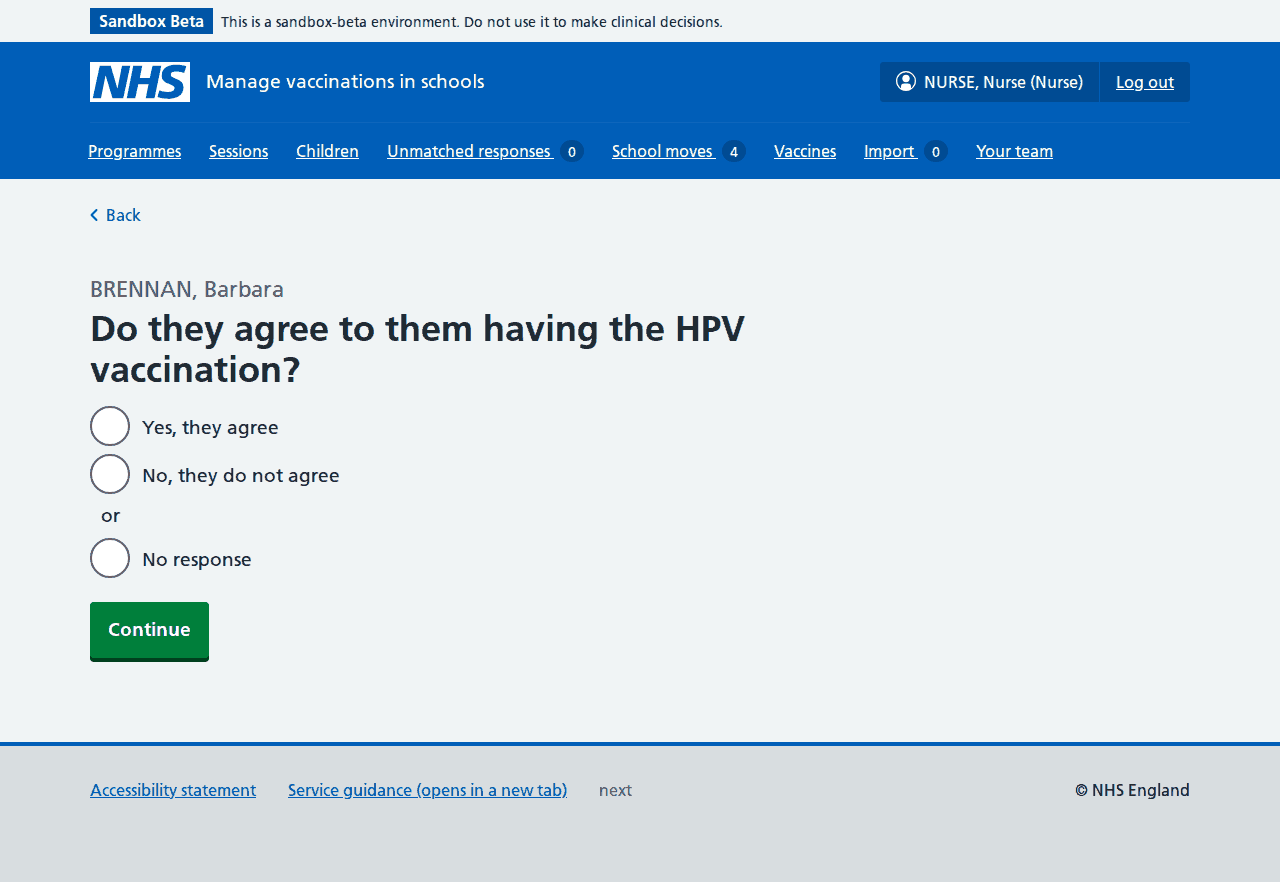 Sandbox Beta This is a sandbox-beta environment. Do not use it to make clinical decisions.
NHS Manage vaccinations in schools NURSE, Nurse (Nurse) Log out
Programmes Sessions Children Unmatched responses 0 School moves 4 Vaccines Import 0 Your team
Back
BRENNAN, Barbara
Do they agree to them having the HPV
vaccination?
Yes, they agree
No, they do not agree
or
No response
Continue
Accessibility statement Service guidance (opens in a new tab) next © NHS England